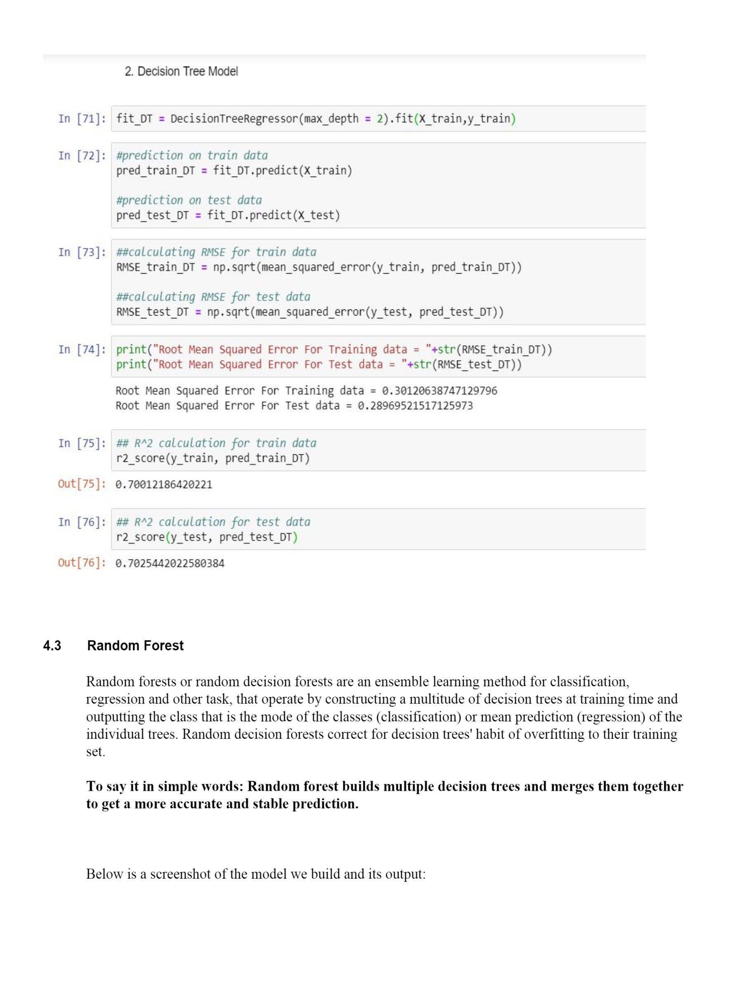 2. Decision Tree Model
In [71]: fit_DT = DecisionTreeRegressor(max_depth = 2).fit(X_train,y_train)
In [72]: #prediction on train data
pred_train_DT = fit_DT.predict(X_train)
#prediction on test data
pred_test_DT = fit_DT.predict(X_test)
In [73]: ##calculating RMSE for train data
RMSE_train_DT = np.sqrt(mean_squared_error(y_train, pred_train_DT))
##calculating RMSE for test data
RMSE_test_DT = np.sqrt(mean_squared_error(y_test, pred_test_DT))
In [74]: print("Root Mean Squared Error For Training data = "+str(RMSE_train_DT))
print("Root Mean Squared Error For Test data = "+str(RMSE_test_DT))
Root Mean Squared Error For Training data = 0.30120638747129796
Root Mean Squared Error For Test data = 0.28969521517125973
In [75]: ## R^2 calculation for train data
r2_score(y_train, pred_train_DT)
Out[75]: 0.70012186420221
In [76]: ## R^2 calculation for test data
r2_score(y_test, pred_test_DT)
Out[76]: 0.7025442022580384
4.3 Random Forest
Random forests or random decision forests are an ensemble learning method for classification,
regression and other task, that operate by constructing a multitude of decision trees at training time and
outputting the class that is the mode of the classes (classification) or mean prediction (regression) of the
individual trees. Random decision forests correct for decision trees' habit of overfitting to their training
set.
To say it in simple words: Random forest builds multiple decision trees and merges them together
to get a more accurate and stable prediction.
Below is a screenshot of the model we build and its output: